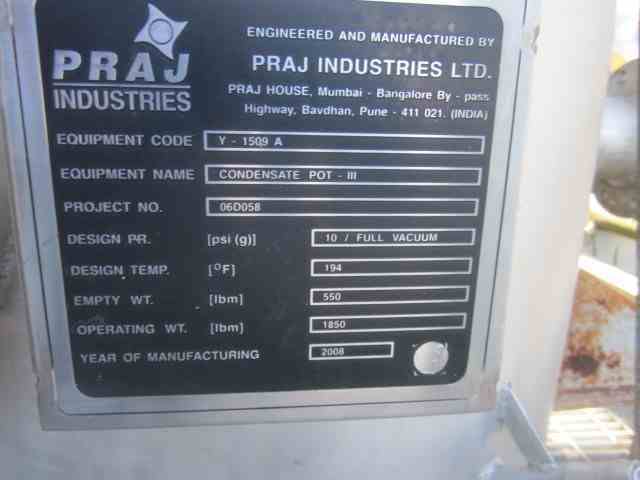 PRAJ
INDUSTRIES
ENGINEERED AND MANUFACTURED BY
PRAJ INDUSTRIES LTD.
PRAJ HOUSE, Mumbai - Bangalore By - pass
Highway, Bavdhan, Pune - 411 021. (INDIA)
EQUIPMENT CODE Y - 1509 A
EQUIPMENT NAME CONDENSATE POT - III
PROJECT NO. 06D058
DESIGN PR. [psi (g)] 10 / FULL VACUUM
DESIGN TEMP. [°F] 194
EMPTY WT. [lbm] 550
OPERATING WT. [lbm] 1850
YEAR OF MANUFACTURING 2008